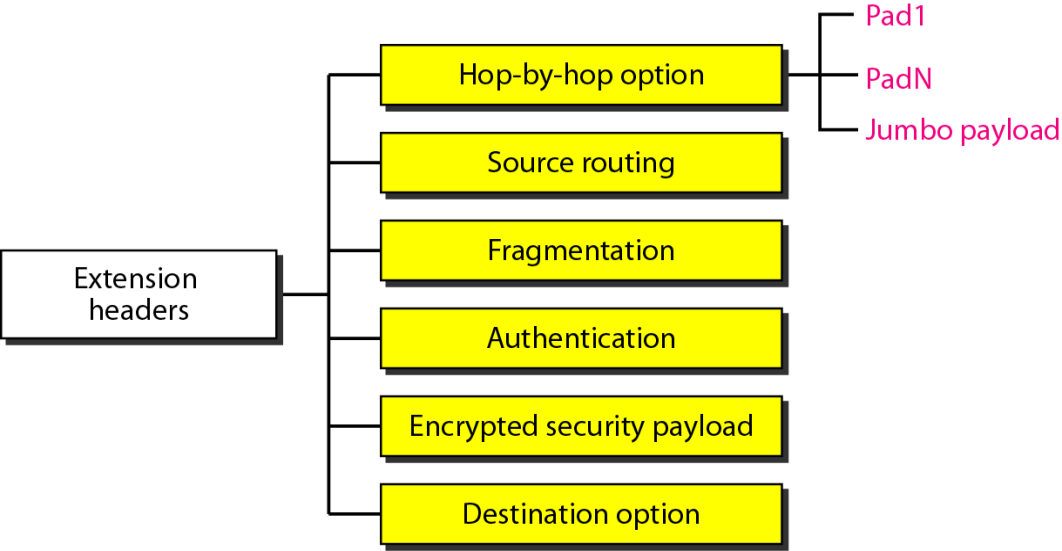 Pad1
Hop-by-hop option
PadN
Jumbo payload
Source routing
Fragmentation
Extension
headers
Authentication
Encrypted security payload
Destination option